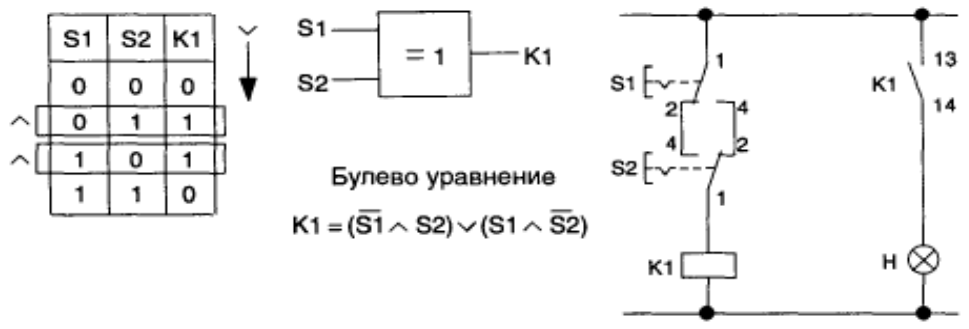 S1 S2 K1 ∨
0 0 0
∧ 0 1 1
∧ 1 0 1
1 1 0
S1
= 1
K1
S2
Булево уравнение
K1 = (S̅1̅ ∧ S2) ∨ (S1 ∧ S̅2̅)
1
S1
2 4
4 2
S2
1
K1
13
K1
14
H